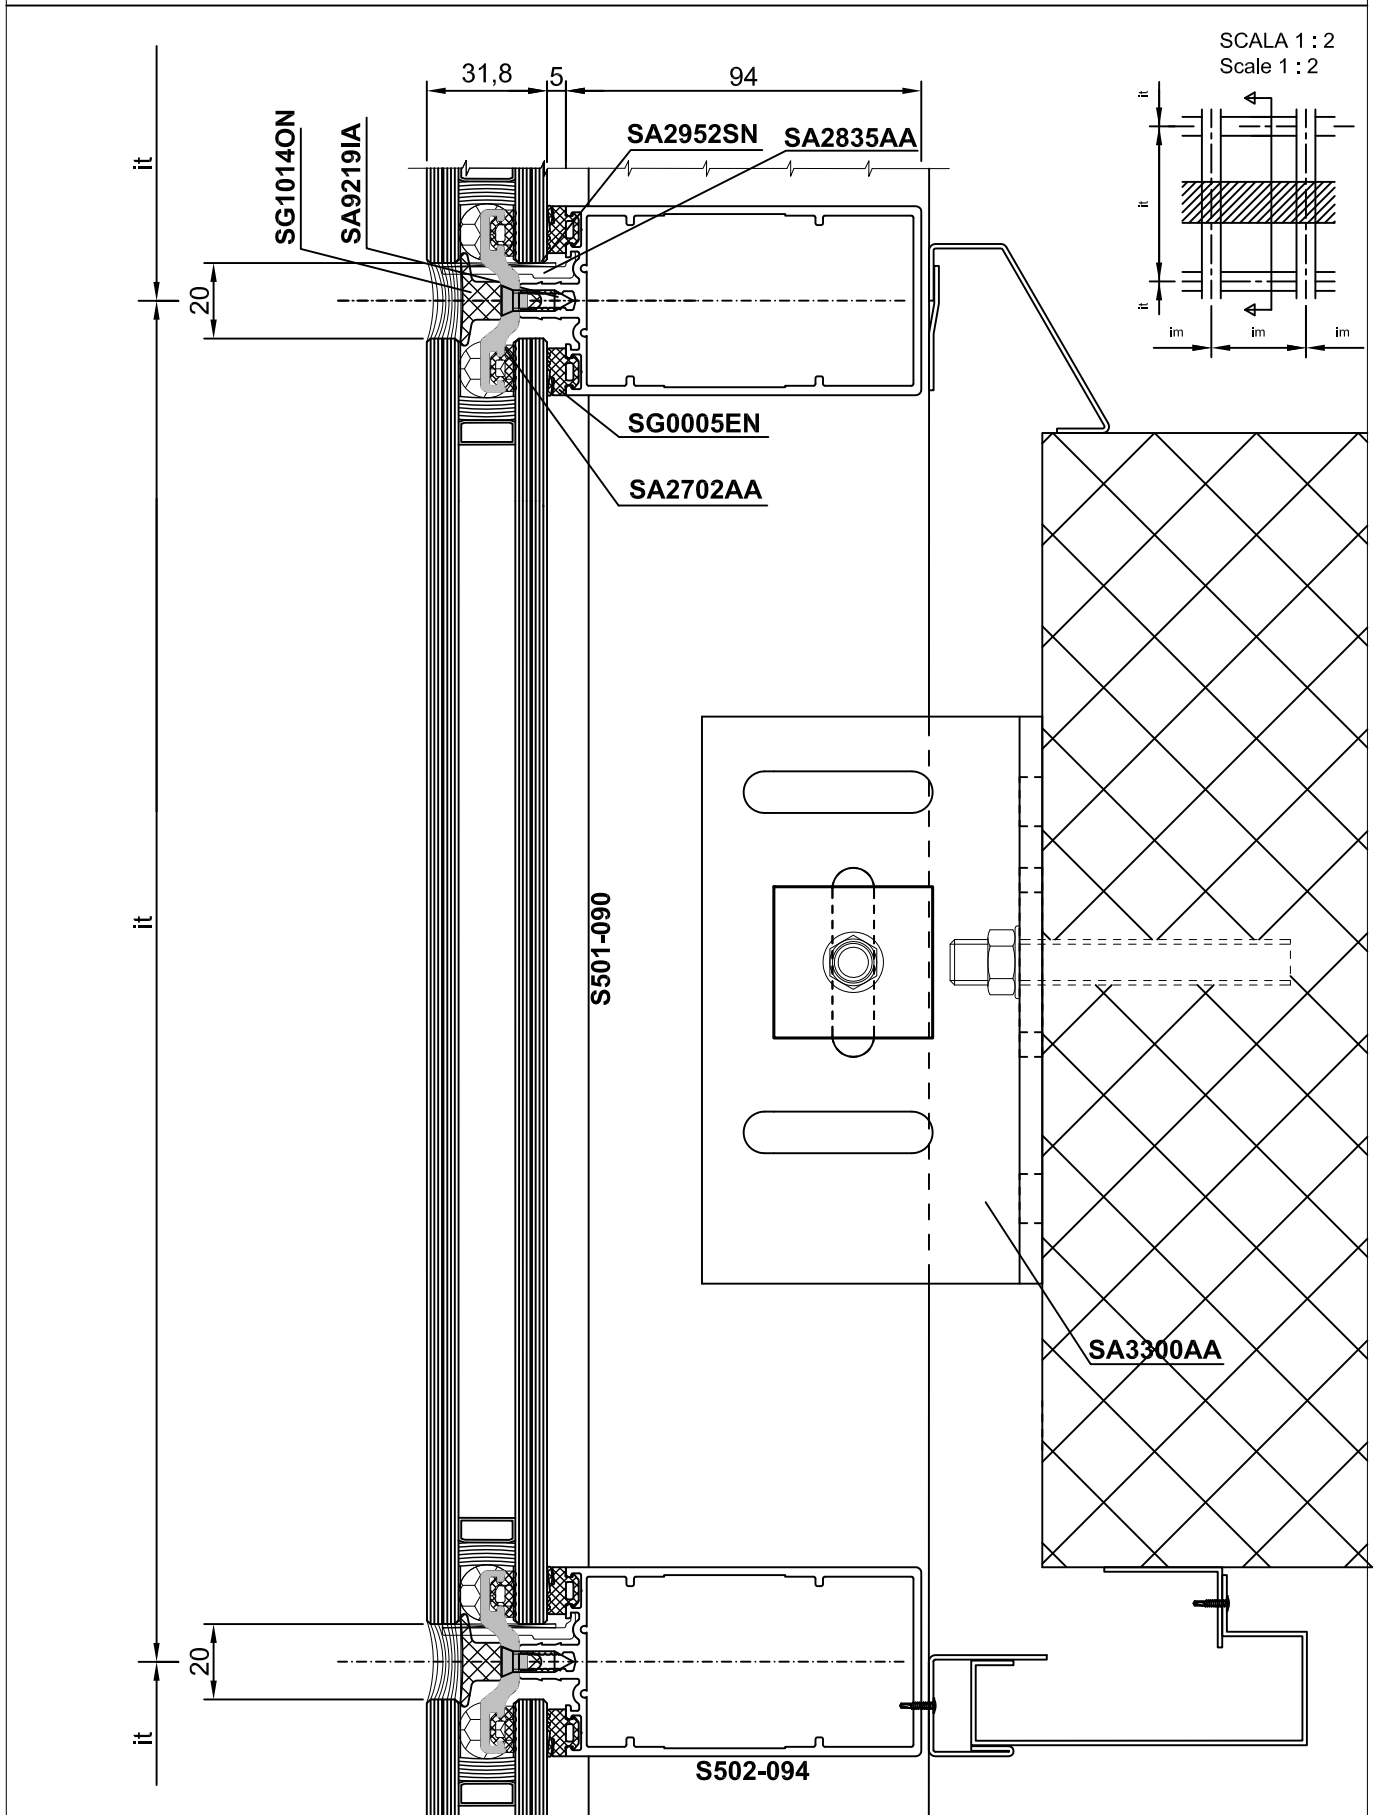 SCALA 1 : 2
Scale 1 : 2
31,8
5
94
SG1014ON
SA9219IA
SA2952SN
SA2835AA
it
it
it
it
im
im
im
20
SG0005EN
SA2702AA
it
S501-090
SA3300AA
20
it
S502-094